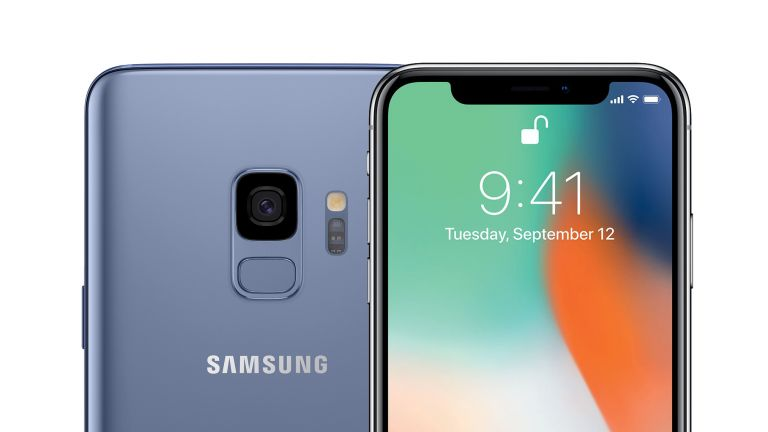 SAMSUNG
9:41
Tuesday, September 12